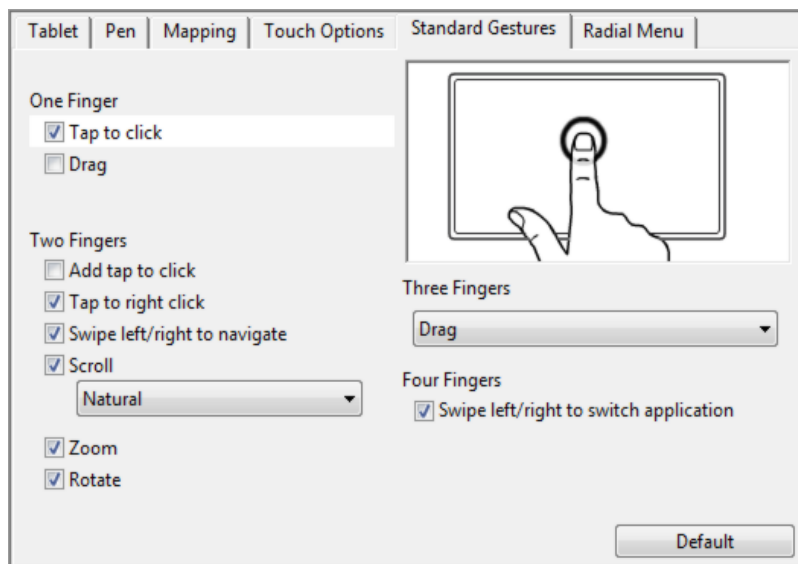 Tablet Pen Mapping Touch Options Standard Gestures Radial Menu
One Finger
Tap to click
Drag
Two Fingers
Add tap to click
Tap to right click
Swipe left/right to navigate
Scroll
Natural
Zoom
Rotate
Three Fingers
Drag
Four Fingers
Swipe left/right to switch application
Default